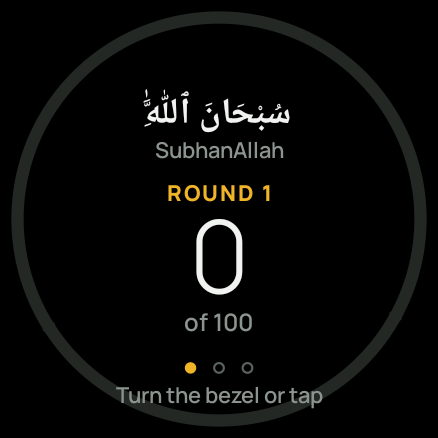 سُبْحَانَ ٱللَّٰهِ
SubhanAllah
ROUND 1
0
of 100
Turn the bezel or tap